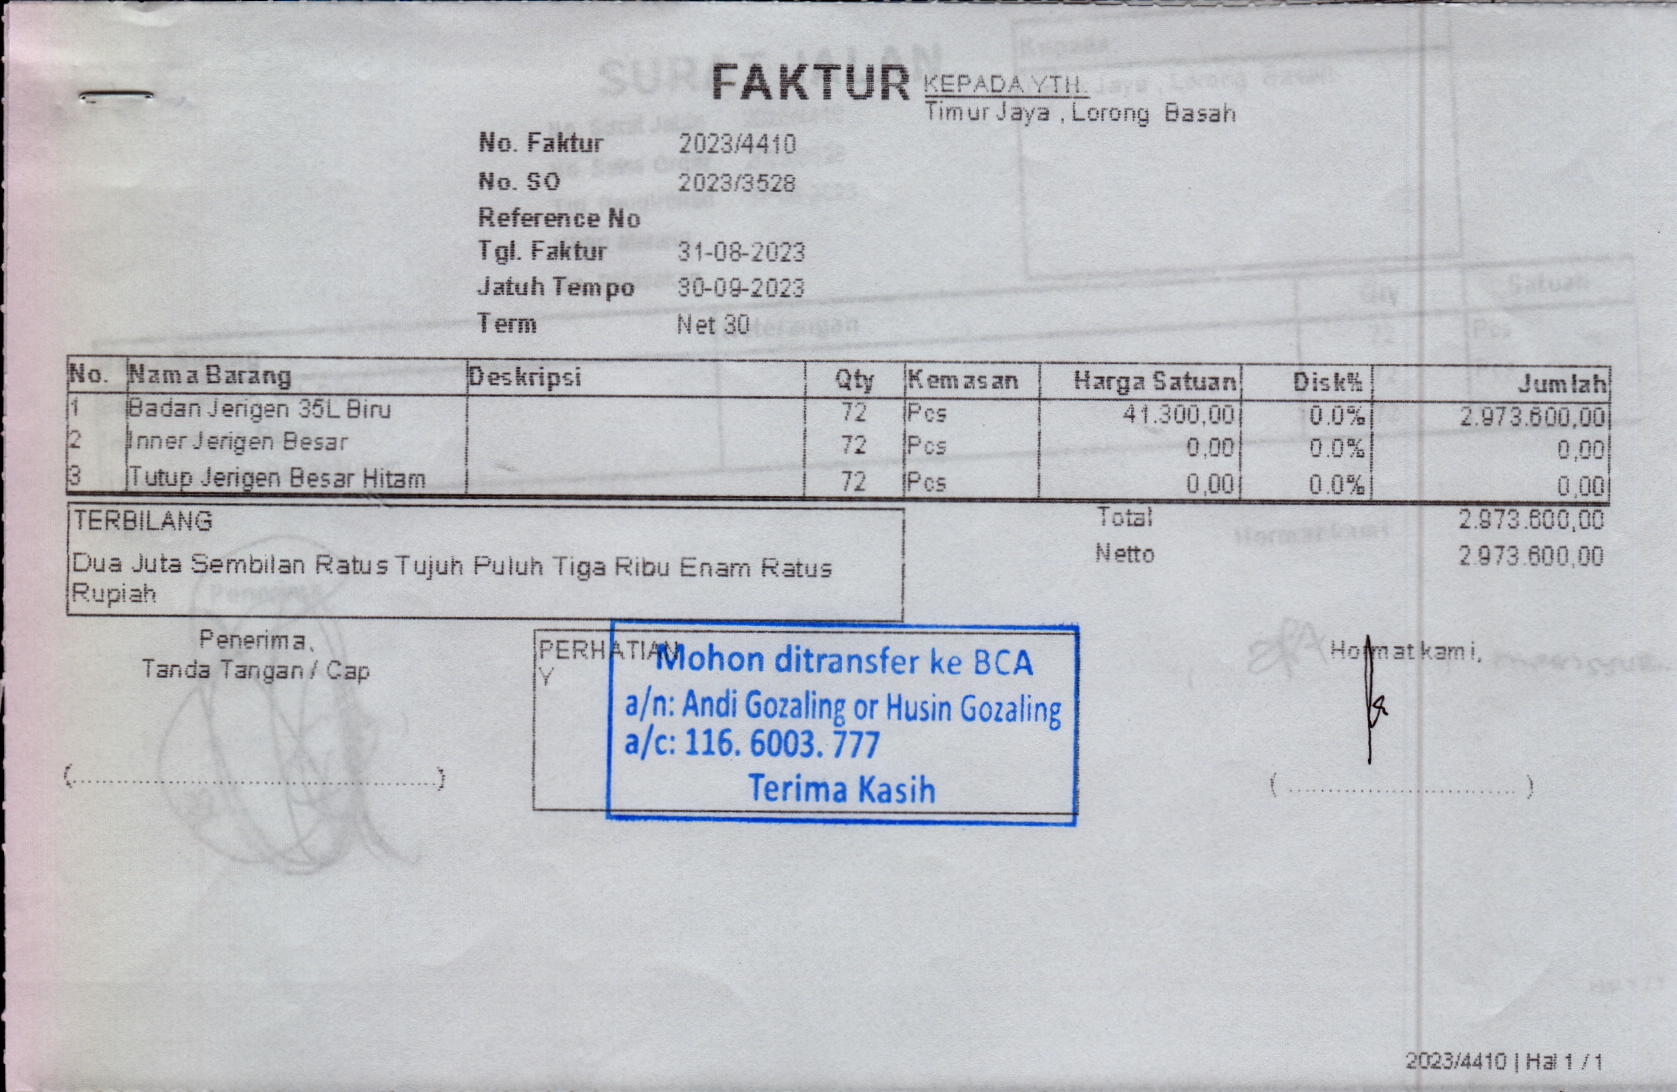 FAKTUR
KEPADA YTH.
Timur Jaya , Lorong Basah
No. Faktur 2023/4410
No. SO 2023/3528
Reference No
Tgl. Faktur 31-08-2023
Jatuh Tempo 30-09-2023
Term Net 30
No. Nama Barang Deskripsi Qty Kemasan Harga Satuan Disk% Jumlah
1 Badan Jerigen 35L Biru 72 Pcs 41.300,00 0.0% 2.973.600,00
2 Inner Jerigen Besar 72 Pcs 0,00 0.0% 0,00
3 Tutup Jerigen Besar Hitam 72 Pcs 0,00 0.0% 0,00
Total 2.973.600,00
Netto 2.973.600,00
TERBILANG
Dua Juta Sembilan Ratus Tujuh Puluh Tiga Ribu Enam Ratus
Rupiah
Penerima,
Tanda Tangan / Cap
(....................................................)
PERHATIAN
Y
Mohon ditransfer ke BCA
a/n: Andi Gozaling or Husin Gozaling
a/c: 116. 6003. 777
Terima Kasih
Hormat kami,
( ................................ )
2023/4410 | Hal 1 / 1